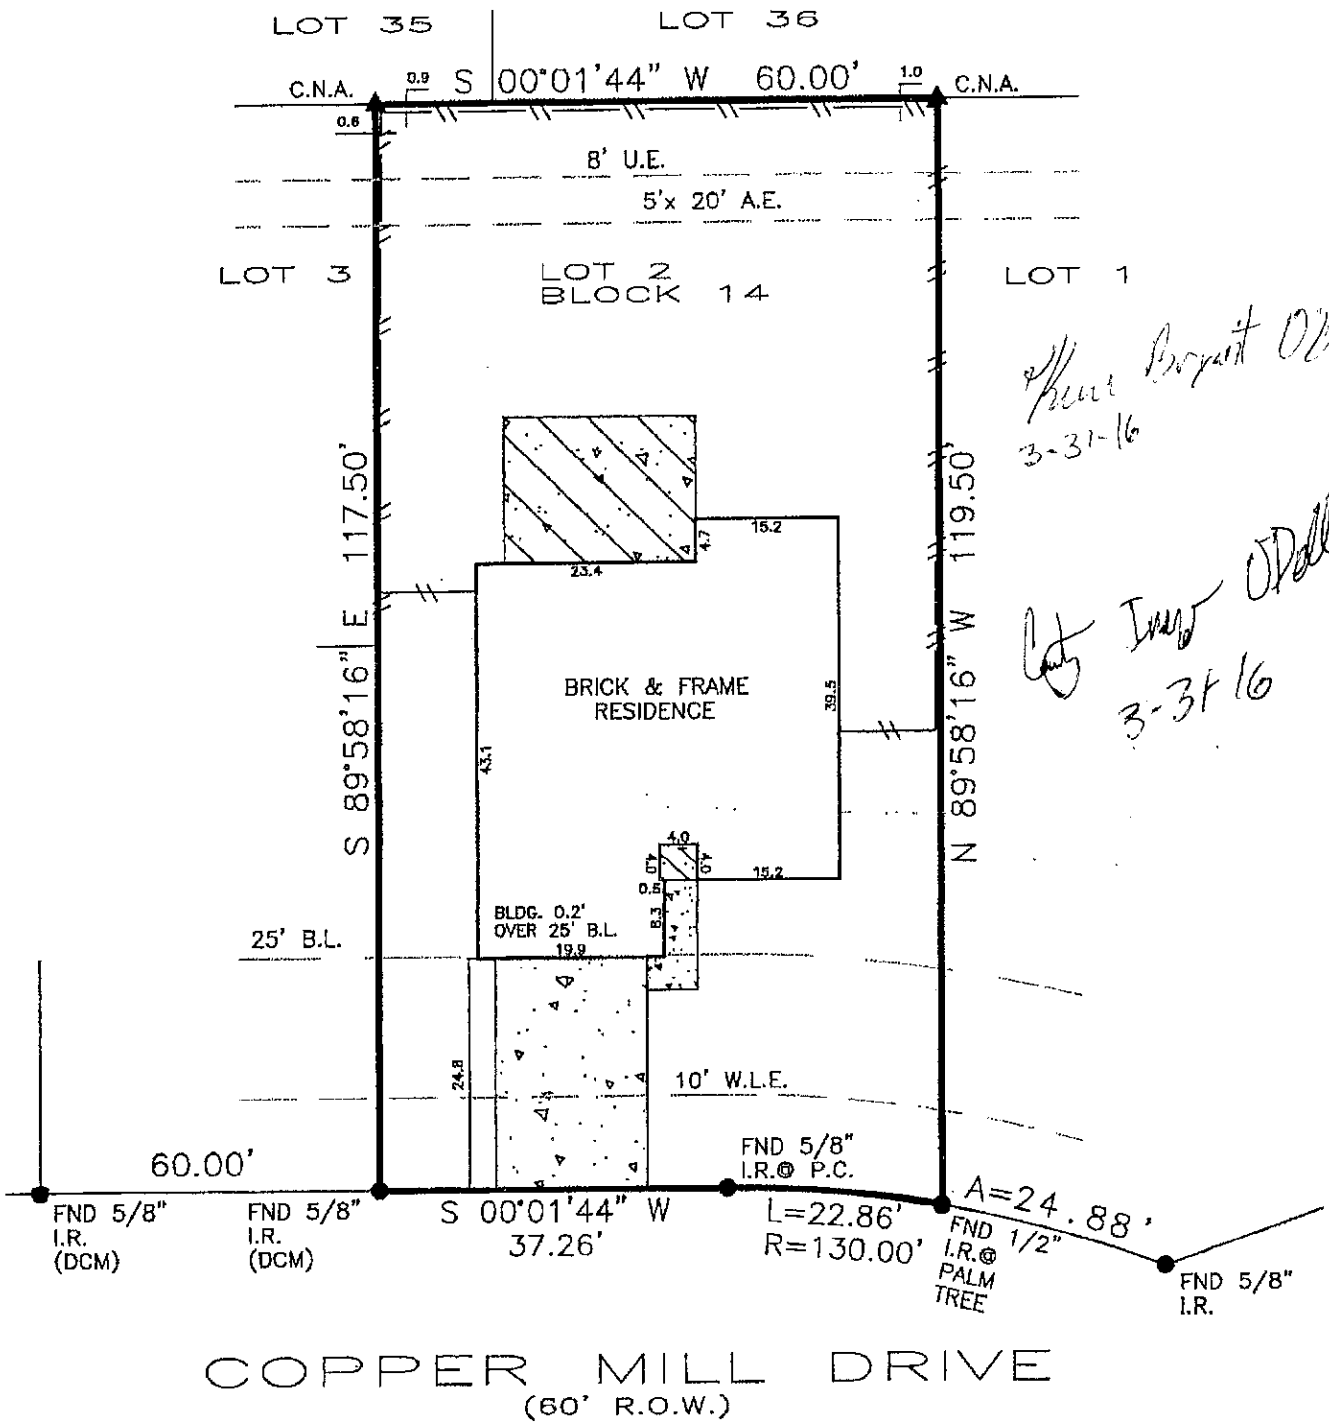 LOT 35
LOT 36
C.N.A.
0.9
S 00°01'44" W 60.00'
1.0
C.N.A.
0.6
8' U.E.
5'x 20' A.E.
LOT 3
LOT 2
BLOCK 14
LOT 1
Bryant
3-31-16
S 89°58'16" E 117.50'
N 89°58'16" W 119.50'
15.2
4.7
23.4
BRICK & FRAME
RESIDENCE
39.5
43.1
3-31 16
4.0
4.0
4.0
15.2
0.5
8.3
BLDG. 0.2'
OVER 25' B.L.
19.9
25' B.L.
24.8
10' W.L.E.
60.00'
FND 5/8"
I.R.@ P.C.
FND 5/8"
I.R.
(DCM)
FND 5/8"
I.R.
(DCM)
S 00°01'44" W
37.26'
L=22.86'
R=130.00'
A=24.88'
FND 1/2"
I.R.@
PALM
TREE
FND 5/8"
I.R.
COPPER MILL DRIVE
(60' R.O.W.)